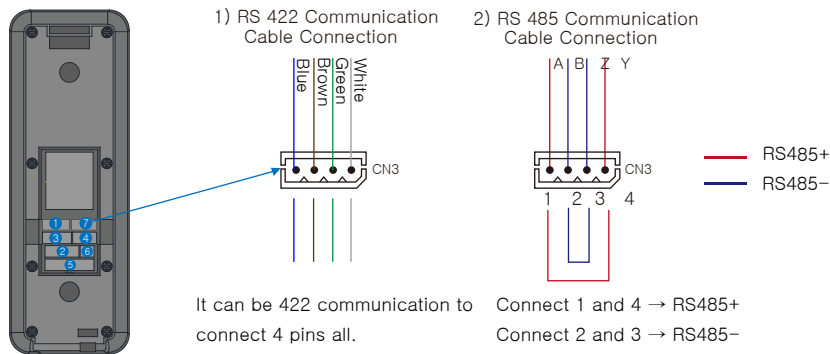 1) RS 422 Communication
Cable Connection
Blue
Brown
Green
White
CN3
It can be 422 communication to
connect 4 pins all.
2) RS 485 Communication
Cable Connection
A B Z Y
CN3
1 2 3 4
Connect 1 and 4 → RS485+
Connect 2 and 3 → RS485-
RS485+
RS485-
1 7
3 4
2 6
5